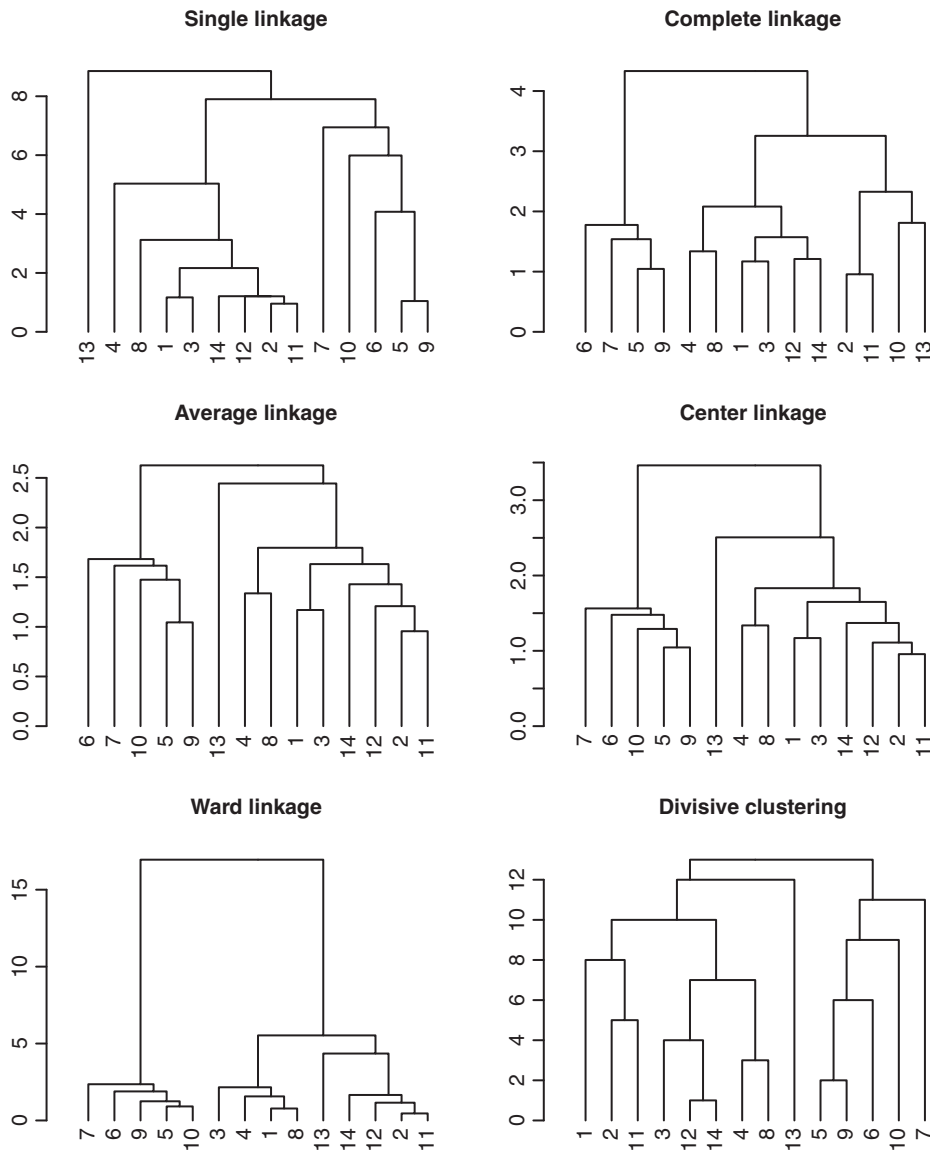 Single linkage
8
6
4
2
0
13 4 8 1 3 14 12 2 11 7 10 6 5 9
Complete linkage
4
3
2
1
0
6 7 5 9 4 8 1 3 12 14 2 11 10 13
Average linkage
2.5
2.0
1.5
1.0
0.5
0.0
6 7 10 5 9 13 4 8 1 3 14 12 2 11
Center linkage
3.0
2.0
1.0
0.0
7 6 10 5 9 13 4 8 1 3 14 12 2 11
Ward linkage
15
10
5
0
7 6 9 5 10 3 4 1 8 13 14 12 2 11
Divisive clustering
12
10
8
6
4
2
0
1 2 11 3 12 14 4 8 13 5 9 6 10 7